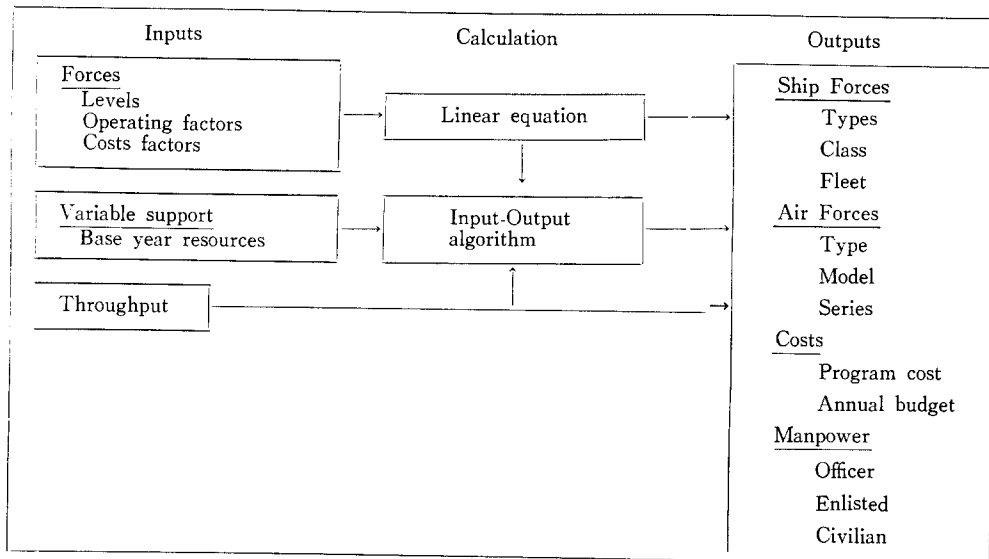 Inputs
Calculation
Outputs
Forces
Levels
Operating factors
Costs factors
Linear equation
Variable support
Base year resources
Input-Output
algorithm
Throughput
Ship Forces
Types
Class
Fleet
Air Forces
Type
Model
Series
Costs
Program cost
Annual budget
Manpower
Officer
Enlisted
Civilian